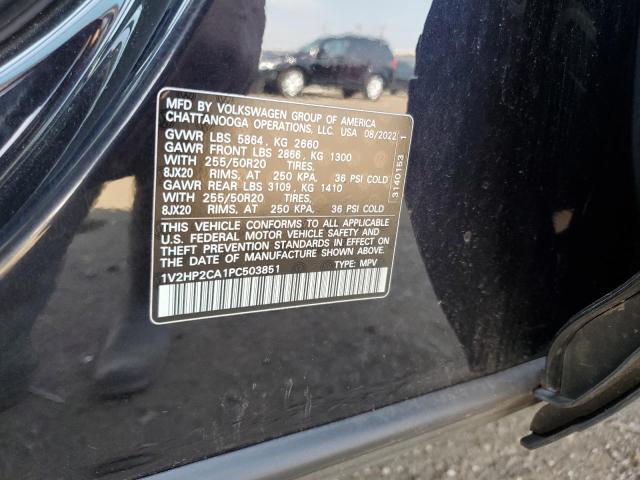 MFD BY VOLKSWAGEN GROUP OF AMERICA
CHATTANOOGA OPERATIONS, LLC. USA 08/2022
GVWR LBS 5864 , KG 2660
GAWR FRONT LBS 2866 , KG 1300
WITH 255/50R20 TIRES,
8JX20 RIMS, AT 250 KPA, 36 PSI COLD
GAWR REAR LBS 3109 , KG 1410
WITH 255/50R20 TIRES,
8JX20 RIMS, AT 250 KPA, 36 PSI COLD
THIS VEHICLE CONFORMS TO ALL APPLICABLE
U.S. FEDERAL MOTOR VEHICLE SAFETY AND
THEFT PREVENTION STANDARDS IN EFFECT ON
THE DATE OF MANUFACTURE SHOWN ABOVE.
1V2HP2CA1PC503851 TYPE: MPV
3140153 1